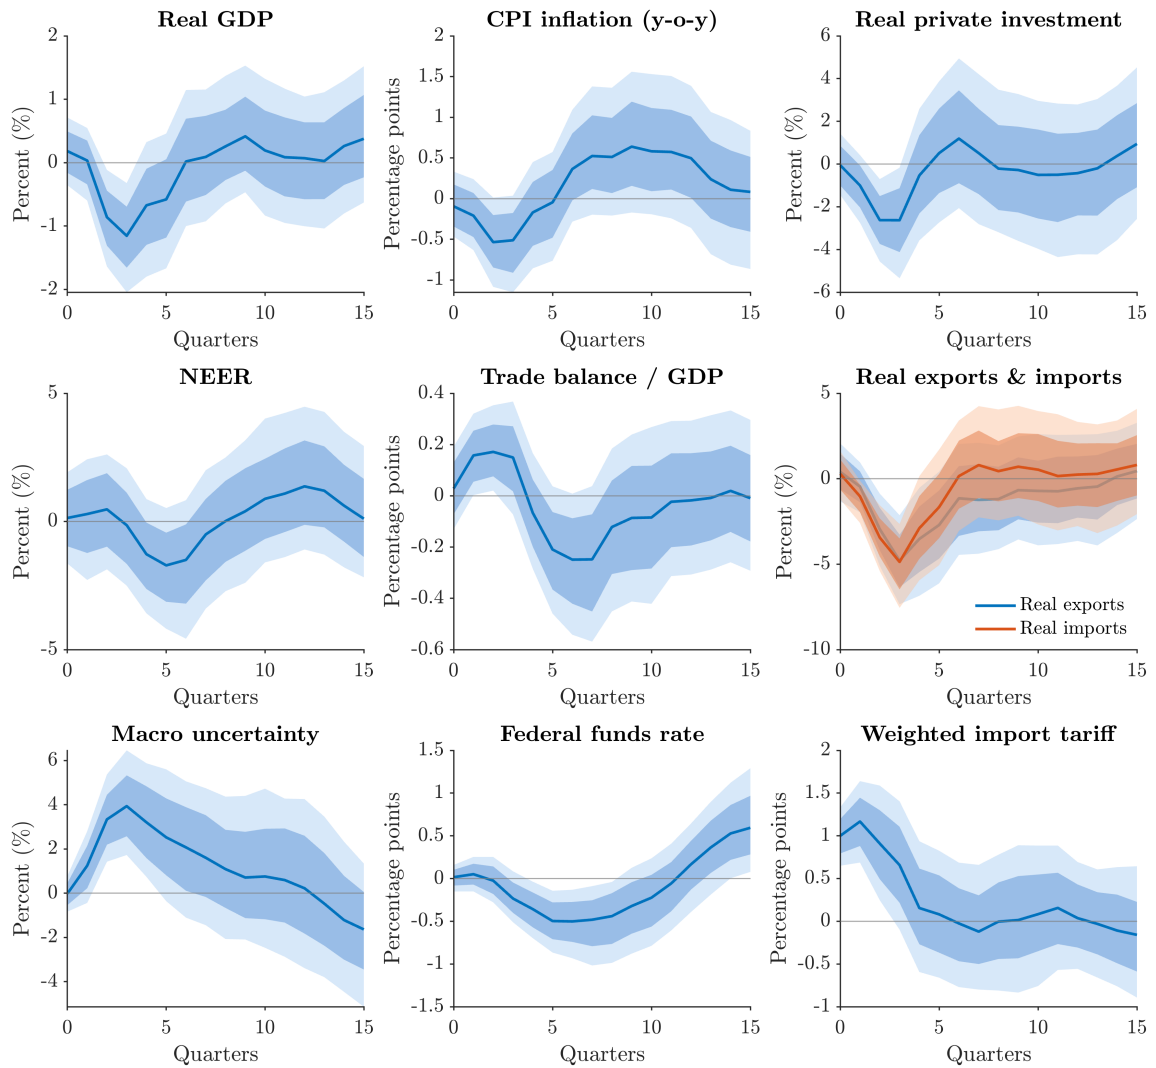 Real GDP
Percent (%)
2
1
0
-1
-2
0 5 10 15
Quarters
CPI inflation (y-o-y)
Percentage points
2
1.5
1
0.5
0
-0.5
-1
0 5 10 15
Quarters
Real private investment
Percent (%)
6
4
2
0
-2
-4
-6
0 5 10 15
Quarters
NEER
Percent (%)
5
0
-5
0 5 10 15
Quarters
Trade balance / GDP
Percentage points
0.4
0.2
0
-0.2
-0.4
-0.6
0 5 10 15
Quarters
Real exports & imports
Percent (%)
5
0
-5
-10
Real exports
Real imports
0 5 10 15
Quarters
Macro uncertainty
Percent (%)
6
4
2
0
-2
-4
0 5 10 15
Quarters
Federal funds rate
Percentage points
1.5
1
0.5
0
-0.5
-1
-1.5
0 5 10 15
Quarters
Weighted import tariff
Percentage points
2
1.5
1
0.5
0
-0.5
-1
0 5 10 15
Quarters